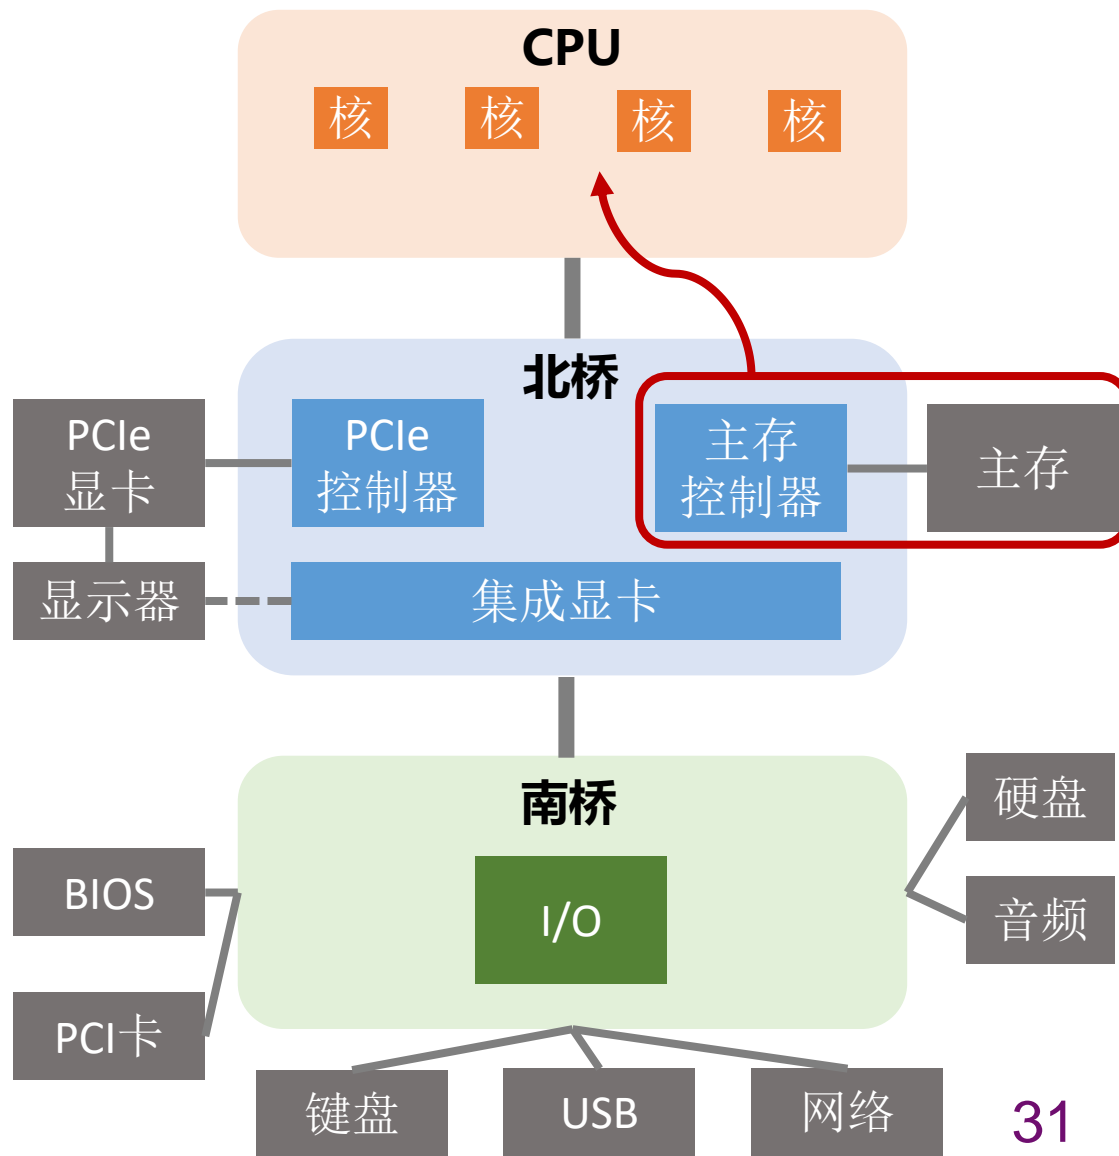 CPU
核
核
核
核
北桥
PCIe
显卡
PCIe
控制器
主存
控制器
主存
显示器
集成显卡
南桥
硬盘
BIOS
I/O
音频
PCI卡
键盘
USB
网络
31